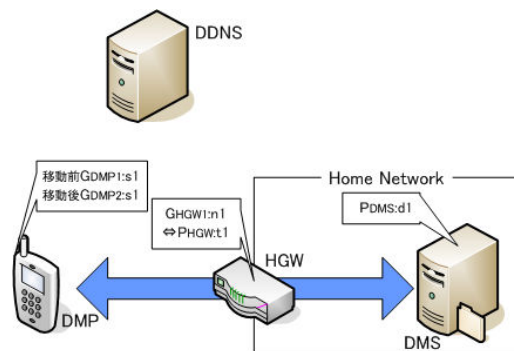 DDNS
移動前GDMP1:s1
移動後GDMP2:s1
Home Network
GHGW1:n1
⇔PHGW:t1
PDMS:d1
HGW
DMP
DMS